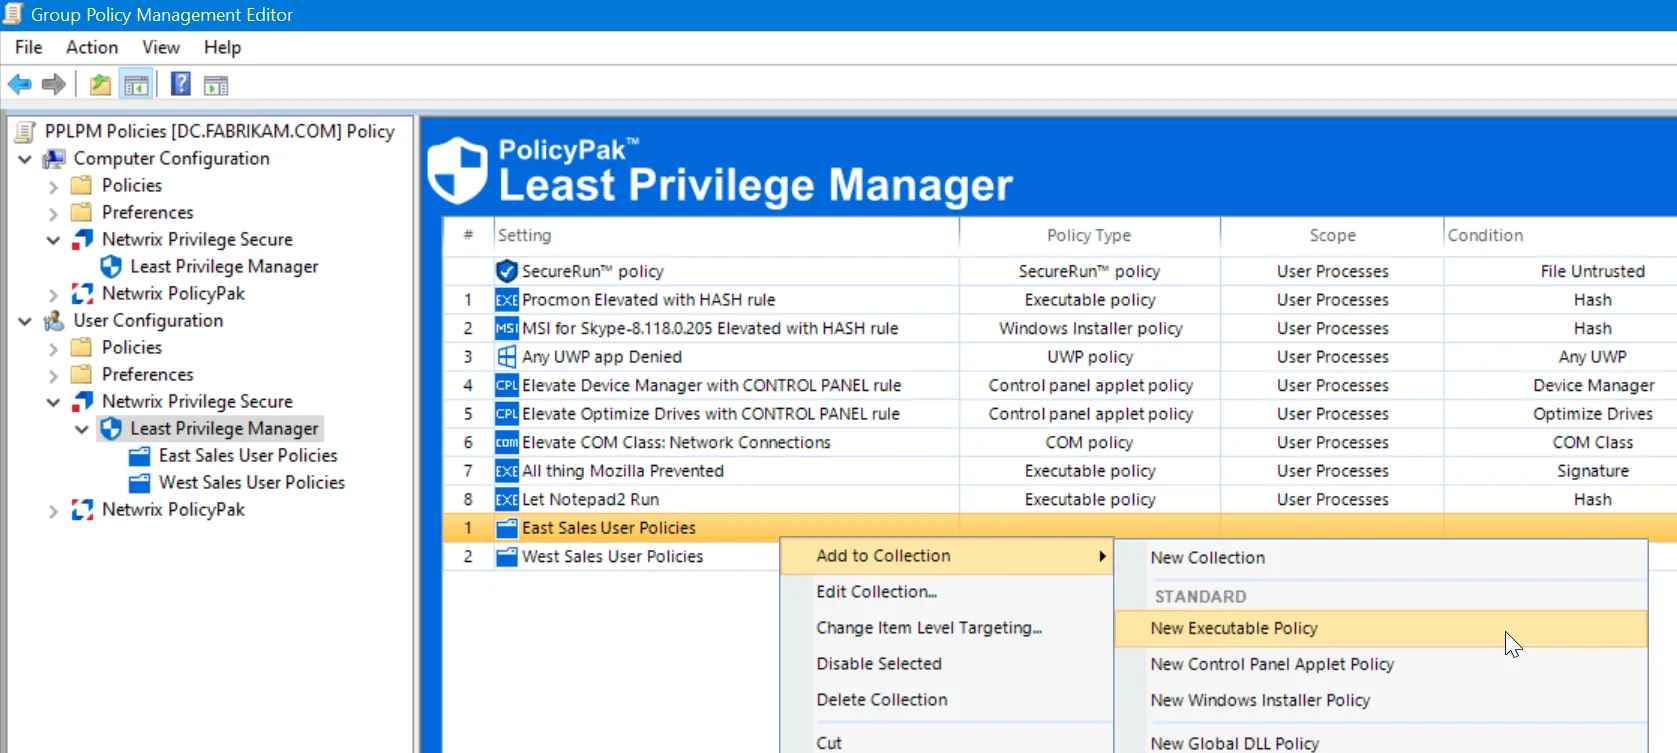 Group Policy Management Editor
File Action View Help
PPLPM Policies [DC.FABRIKAM.COM] Policy
Computer Configuration
Policies
Preferences
Netwrix Privilege Secure
Least Privilege Manager
Netwrix PolicyPak
User Configuration
Policies
Preferences
Netwrix Privilege Secure
Least Privilege Manager
East Sales User Policies
West Sales User Policies
Netwrix PolicyPak
PolicyPak™
Least Privilege Manager
# Setting Policy Type Scope Condition
SecureRun™ policy SecureRun™ policy User Processes File Untrusted
1 EXE Procmon Elevated with HASH rule Executable policy User Processes Hash
2 MSI MSI for Skype-8.118.0.205 Elevated with HASH rule Windows Installer policy User Processes Hash
3 Any UWP app Denied UWP policy User Processes Any UWP
4 CPL Elevate Device Manager with CONTROL PANEL rule Control panel applet policy User Processes Device Manager
5 CPL Elevate Optimize Drives with CONTROL PANEL rule Control panel applet policy User Processes Optimize Drives
6 com Elevate COM Class: Network Connections COM policy User Processes COM Class
7 EXE All thing Mozilla Prevented Executable policy User Processes Signature
8 EXE Let Notepad2 Run Executable policy User Processes Hash
1 East Sales User Policies
2 West Sales User Policies
Add to Collection
Edit Collection...
Change Item Level Targeting...
Disable Selected
Delete Collection
Cut
New Collection
STANDARD
New Executable Policy
New Control Panel Applet Policy
New Windows Installer Policy
New Global DLL Policy